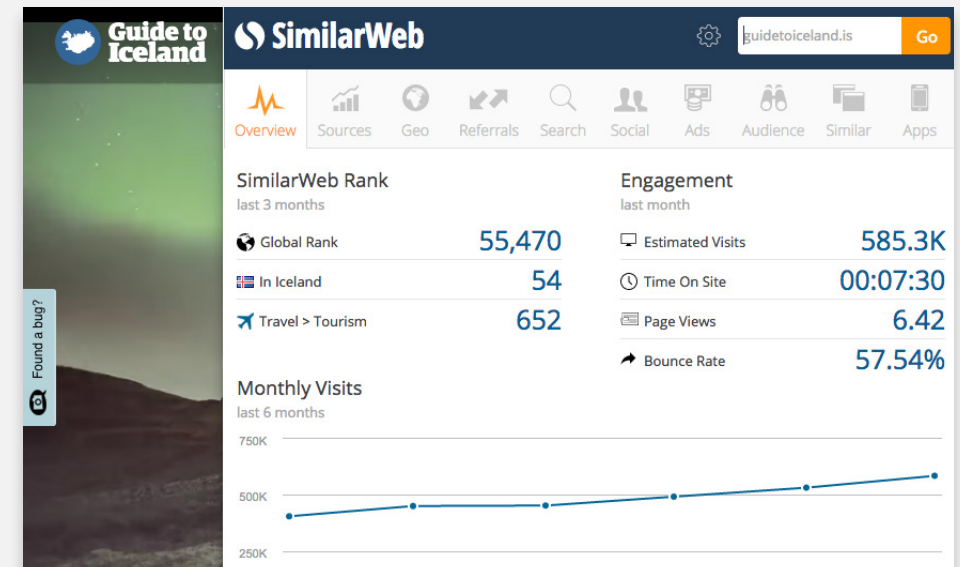 Guide to
Iceland
SimilarWeb
guidetoiceland.is
Go
Overview
Sources
Geo
Referrals
Search
Social
Ads
Audience
Similar
Apps
SimilarWeb Rank
last 3 months
Global Rank 55,470
In Iceland 54
Travel > Tourism 652
Engagement
last month
Estimated Visits 585.3K
Time On Site 00:07:30
Page Views 6.42
Bounce Rate 57.54%
Found a bug?
Monthly Visits
last 6 months
750K
500K
250K